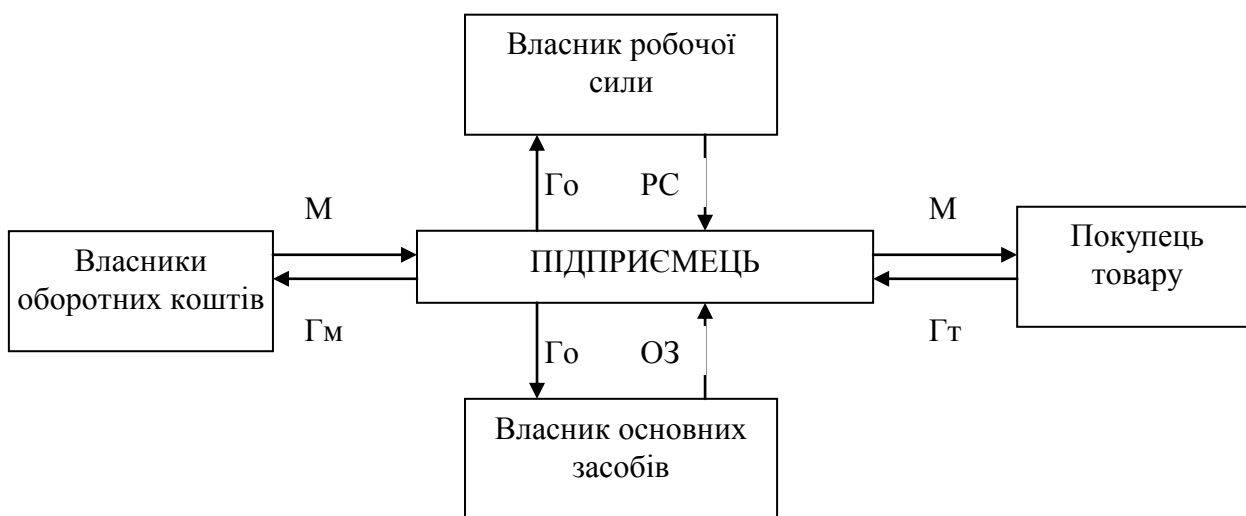 Власник робочої
сили
Го
РС
М
М
Власники
оборотних коштів
ПІДПРИЄМЕЦЬ
Покупець
товару
Гм
Го
ОЗ
Гт
Власник основних
засобів